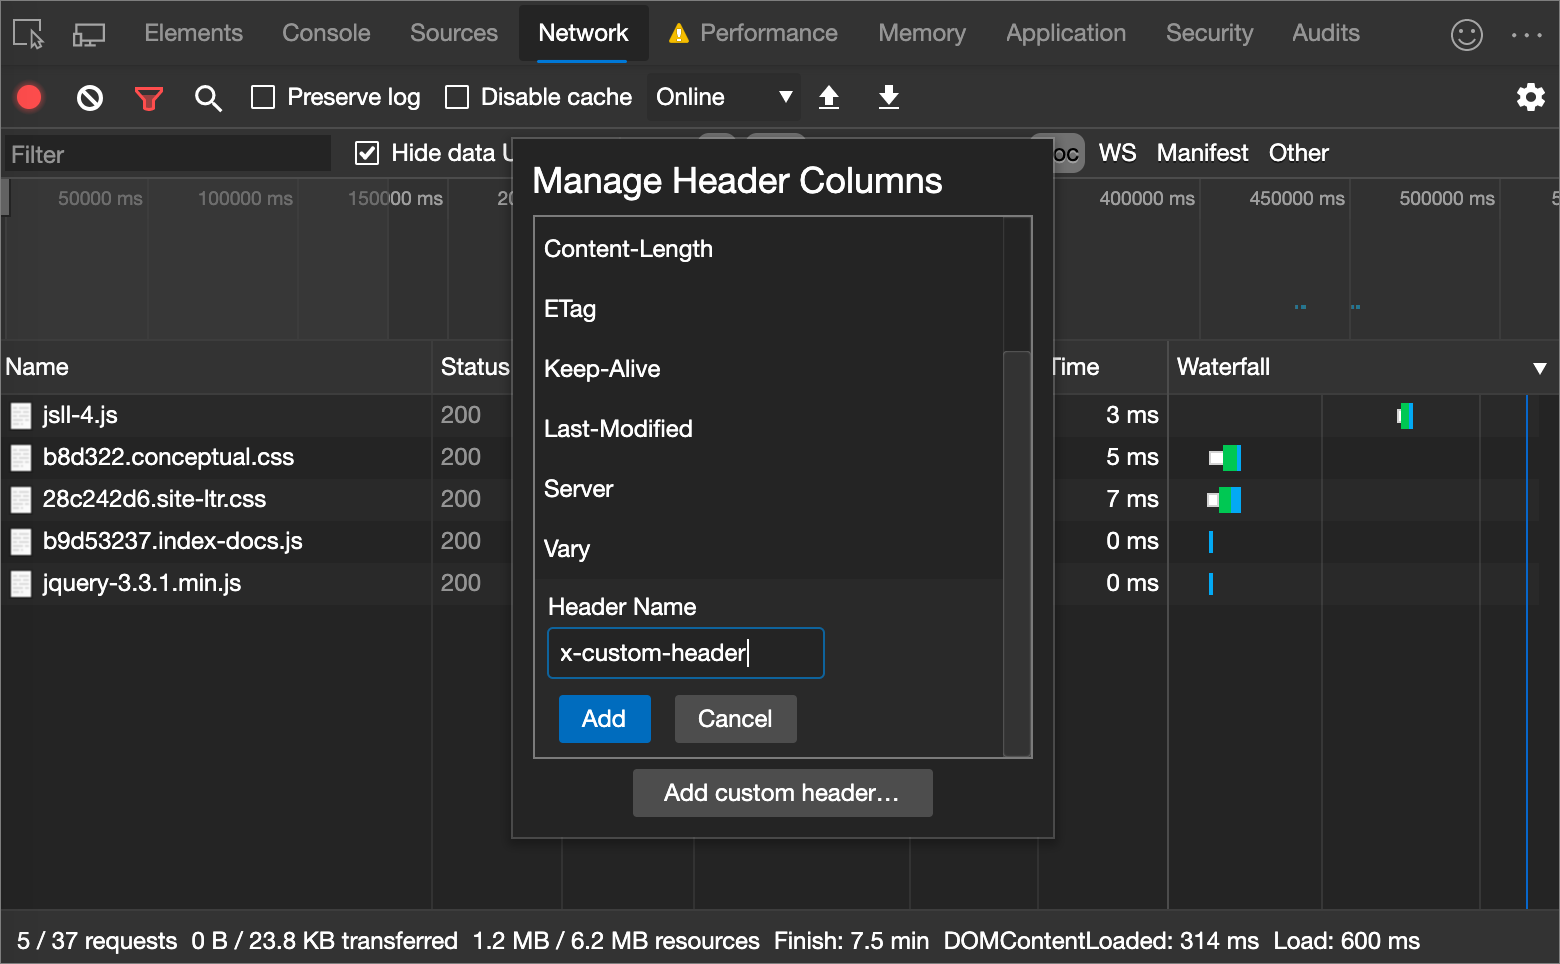 Elements Console Sources Network Performance Memory Application Security Audits
Preserve log Disable cache Online
Filter Hide data WS Manifest Other
50000 ms 100000 ms 150000 ms 400000 ms 450000 ms 500000 ms
Manage Header Columns
Content-Length
ETag
Keep-Alive
Last-Modified
Server
Vary
Header Name
x-custom-header
Add Cancel
Add custom header...
Name Status Time Waterfall
jsll-4.js 200 3 ms
b8d322.conceptual.css 200 5 ms
28c242d6.site-ltr.css 200 7 ms
b9d53237.index-docs.js 200 0 ms
jquery-3.3.1.min.js 200 0 ms
5 / 37 requests 0 B / 23.8 KB transferred 1.2 MB / 6.2 MB resources Finish: 7.5 min DOMContentLoaded: 314 ms Load: 600 ms